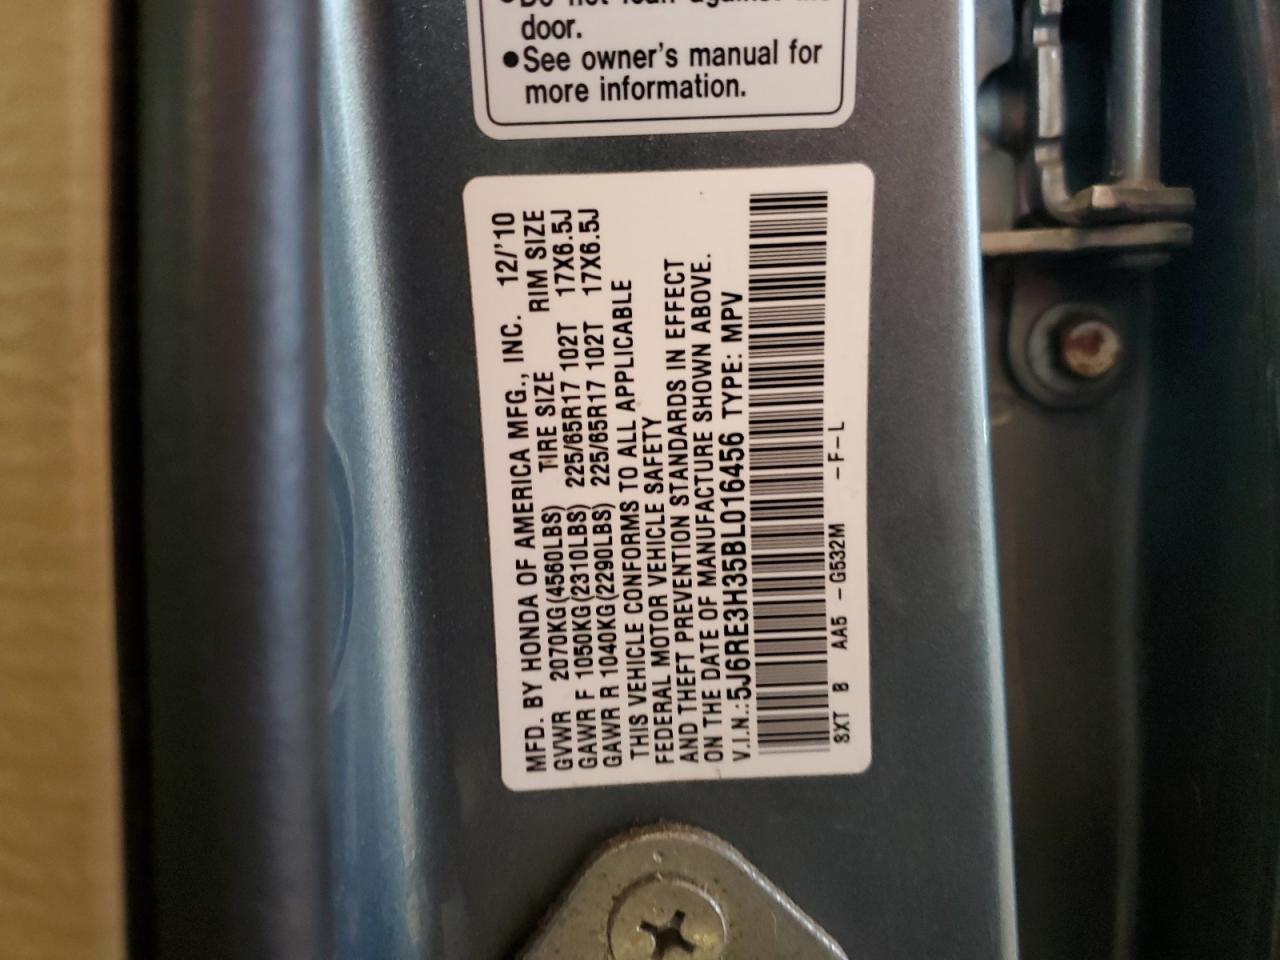 door.
●See owner's manual for
more information.
MFD. BY HONDA OF AMERICA MFG., INC. 12/'10
GVWR 2070KG(4560LBS) TIRE SIZE RIM SIZE
GAWR F 1050KG(2310LBS) 225/65R17 102T 17X6.5J
GAWR R 1040KG(2290LBS) 225/65R17 102T 17X6.5J
THIS VEHICLE CONFORMS TO ALL APPLICABLE
FEDERAL MOTOR VEHICLE SAFETY
AND THEFT PREVENTION STANDARDS IN EFFECT
ON THE DATE OF MANUFACTURE SHOWN ABOVE.
V.I.N.:5J6RE3H35BL016456 TYPE: MPV
8XT B AA5 -G532M -F-L